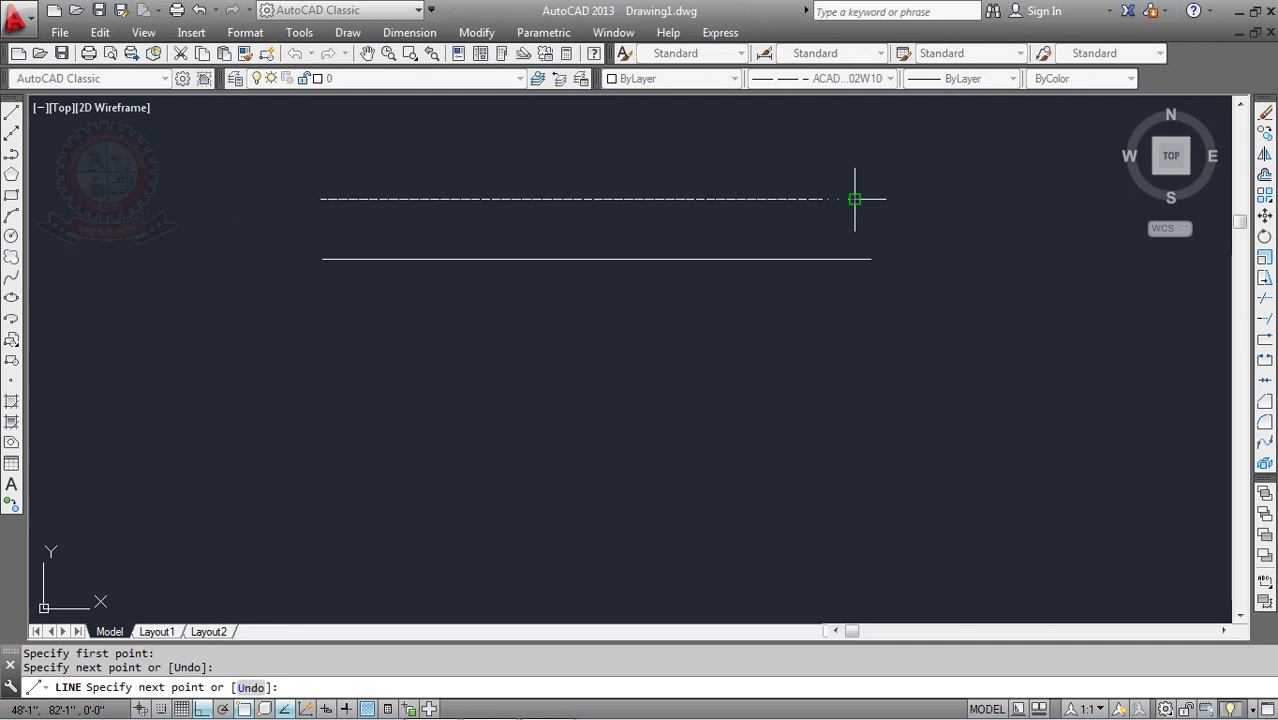 AutoCAD Classic
AutoCAD 2013 Drawing1.dwg
Type a keyword or phrase
Sign In
File Edit View Insert Format Tools Draw Dimension Modify Parametric Window Help Express
Standard Standard Standard Standard
AutoCAD Classic 0 ByLayer ACAD...02W10 ByLayer ByColor
[−][Top][2D Wireframe]
N
W TOP E
S
WCS
Y
X
Model Layout1 Layout2
Specify first point:
Specify next point or [Undo]:
LINE Specify next point or [Undo]:
48'-1", 82'-1", 0'-0" MODEL 1:1